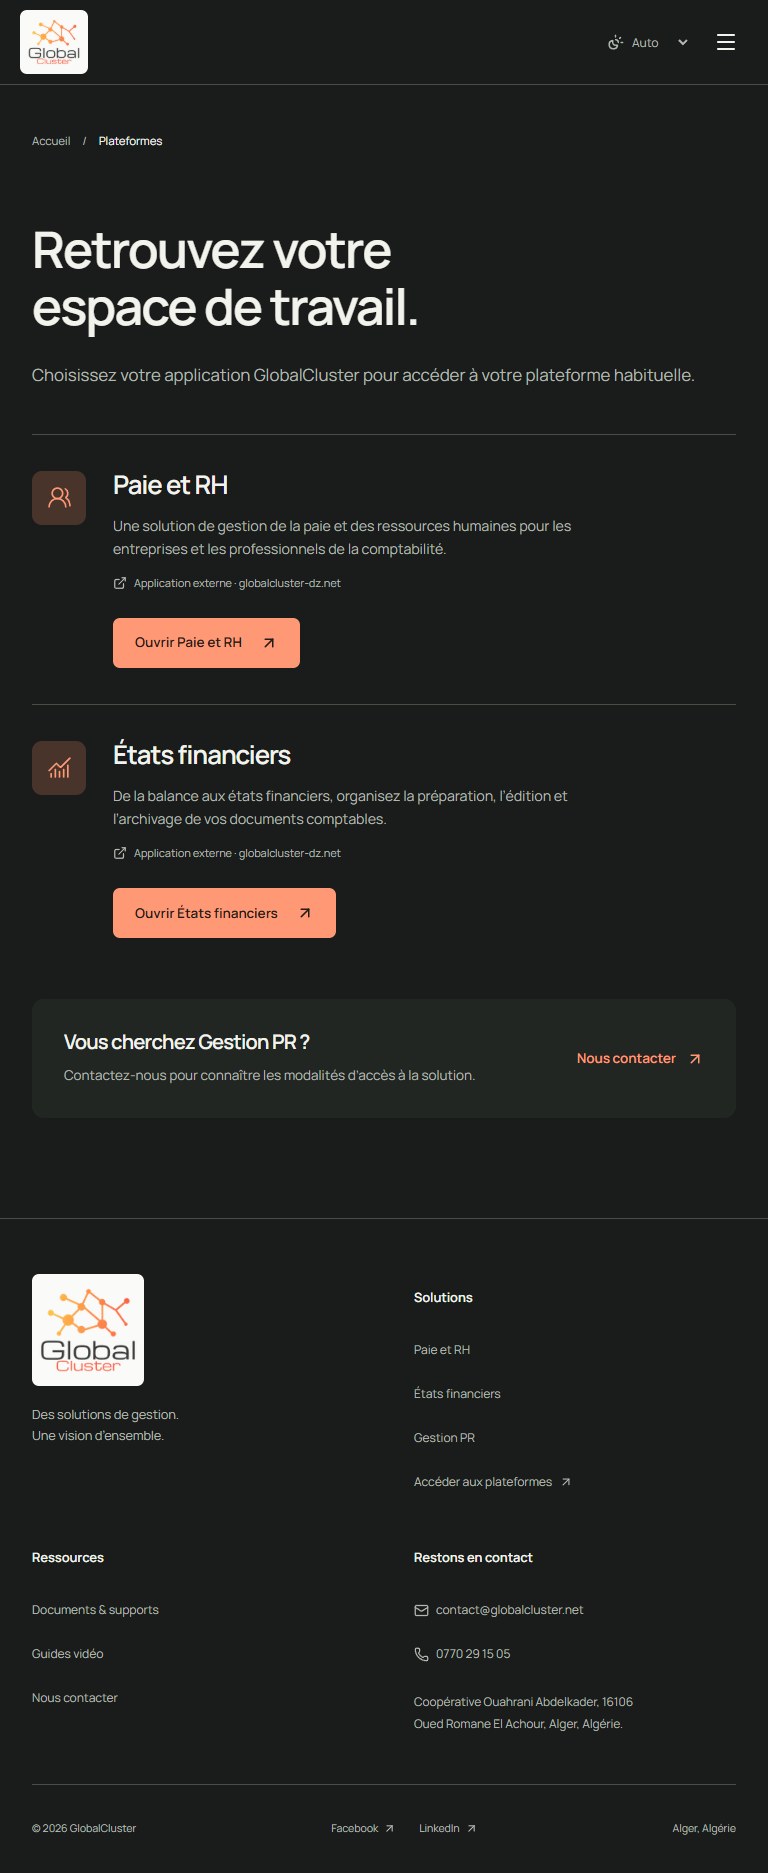 Global
Cluster
Auto
Accueil / Plateformes
Retrouvez votre
espace de travail.
Choisissez votre application GlobalCluster pour accéder à votre plateforme habituelle.
Paie et RH
Une solution de gestion de la paie et des ressources humaines pour les
entreprises et les professionnels de la comptabilité.
Application externe · globalcluster-dz.net
Ouvrir Paie et RH
États financiers
De la balance aux états financiers, organisez la préparation, l'édition et
l'archivage de vos documents comptables.
Application externe · globalcluster-dz.net
Ouvrir États financiers
Vous cherchez Gestion PR ?
Contactez-nous pour connaître les modalités d'accès à la solution.
Nous contacter
Global
Cluster
Des solutions de gestion.
Une vision d'ensemble.
Solutions
Paie et RH
États financiers
Gestion PR
Accéder aux plateformes
Ressources
Documents & supports
Guides vidéo
Nous contacter
Restons en contact
contact@globalcluster.net
0770 29 15 05
Coopérative Ouahrani Abdelkader, 16106
Oued Romane El Achour, Alger, Algérie.
© 2026 GlobalCluster
Facebook
LinkedIn
Alger, Algérie